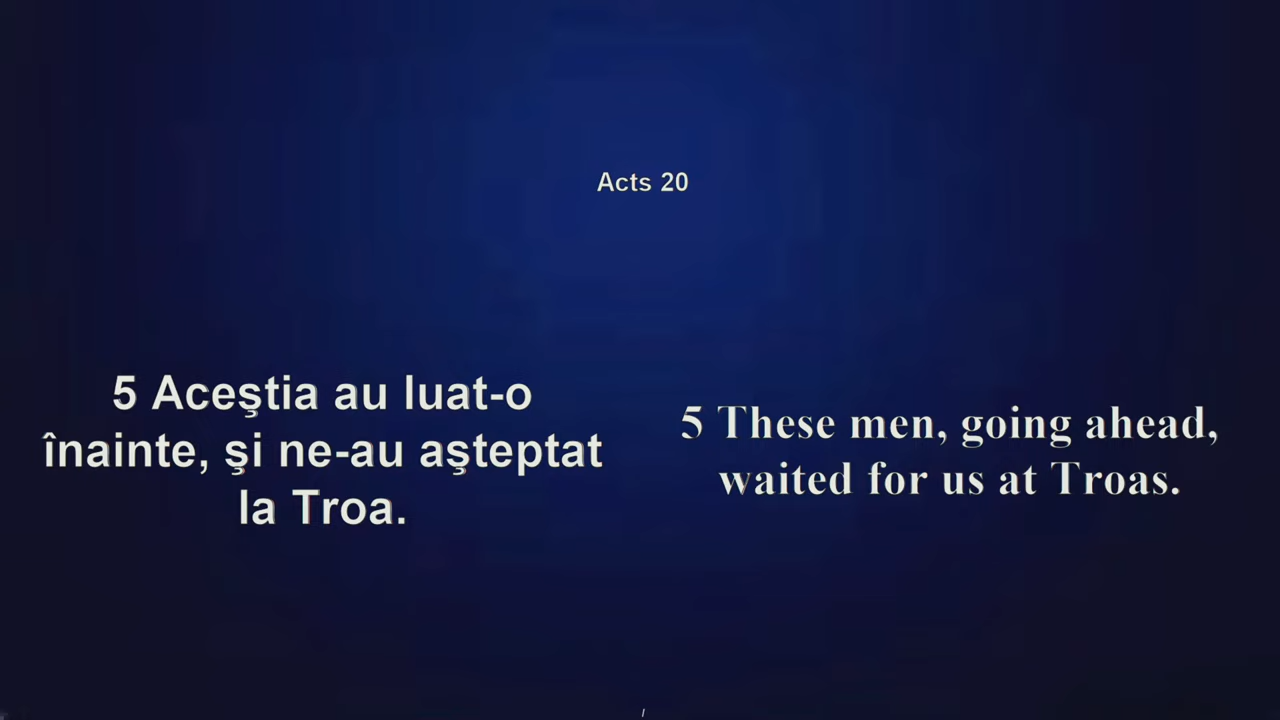 Acts 20
5 Aceştia au luat-o
înainte, şi ne-au aşteptat
la Troa.
5 These men, going ahead,
waited for us at Troas.
/